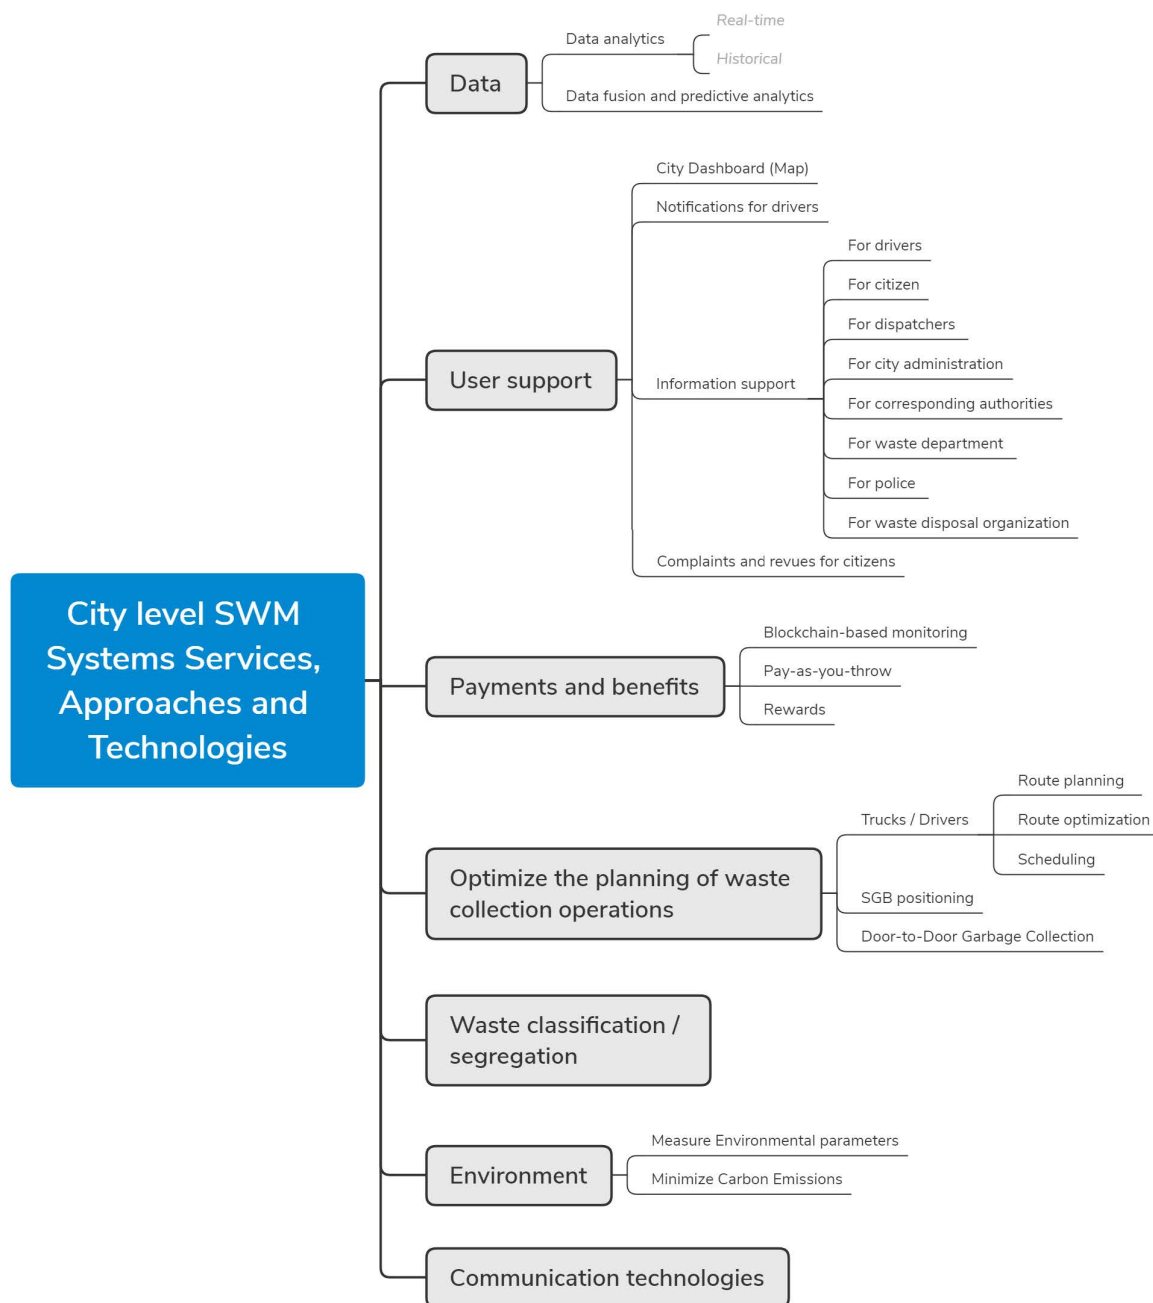 Real-time
Data analytics
Historical
Data
Data fusion and predictive analytics
City Dashboard (Map)
Notifications for drivers
For drivers
For citizen
For dispatchers
For city administration
User support
Information support
For corresponding authorities
For waste department
For police
For waste disposal organization
Complaints and revues for citizens
City level SWM
Systems Services,
Approaches and
Technologies
Blockchain-based monitoring
Payments and benefits
Pay-as-you-throw
Rewards
Route planning
Trucks / Drivers
Route optimization
Scheduling
Optimize the planning of waste
collection operations
SGB positioning
Door-to-Door Garbage Collection
Waste classification /
segregation
Measure Environmental parameters
Environment
Minimize Carbon Emissions
Communication technologies